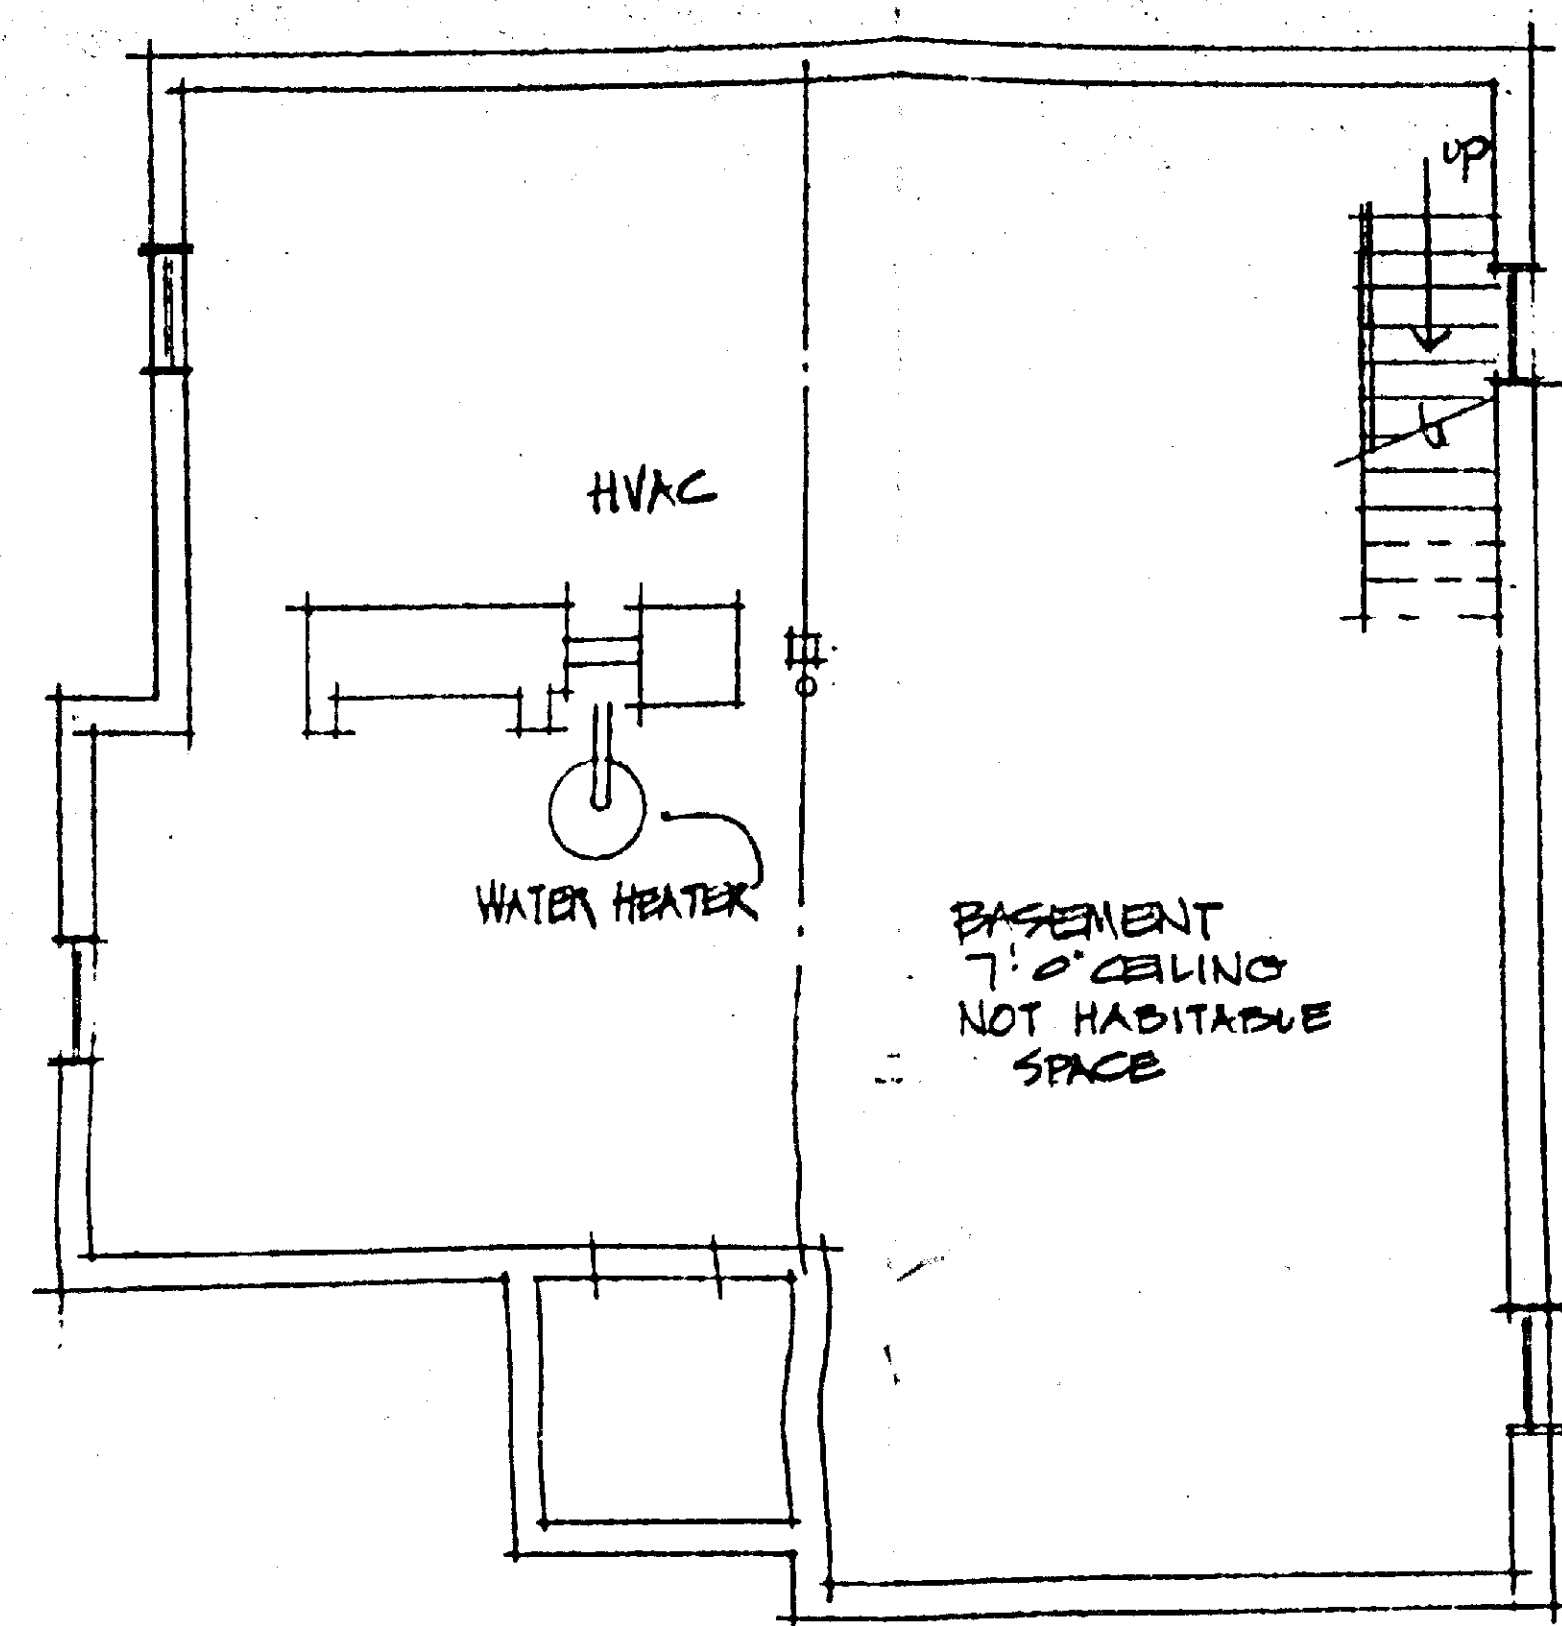 UP
HVAC
WATER HEATER
BASEMENT
7'-0" CEILING
NOT HABITABLE
SPACE